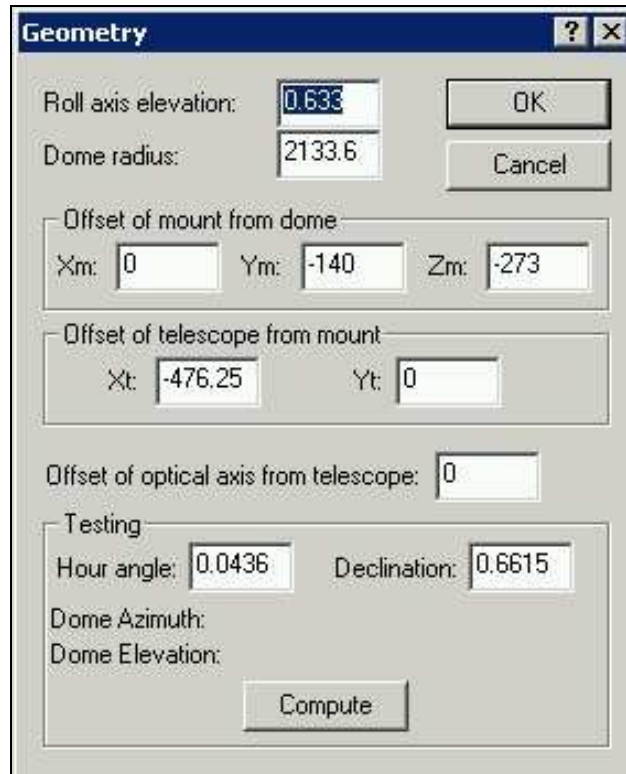 Geometry
Roll axis elevation: 0.633 OK
Dome radius: 2133.6 Cancel
Offset of mount from dome
Xm: 0 Ym: -140 Zm: -273
Offset of telescope from mount
Xt: -476.25 Yt: 0
Offset of optical axis from telescope: 0
Testing
Hour angle: 0.0436 Declination: 0.6615
Dome Azimuth:
Dome Elevation:
Compute